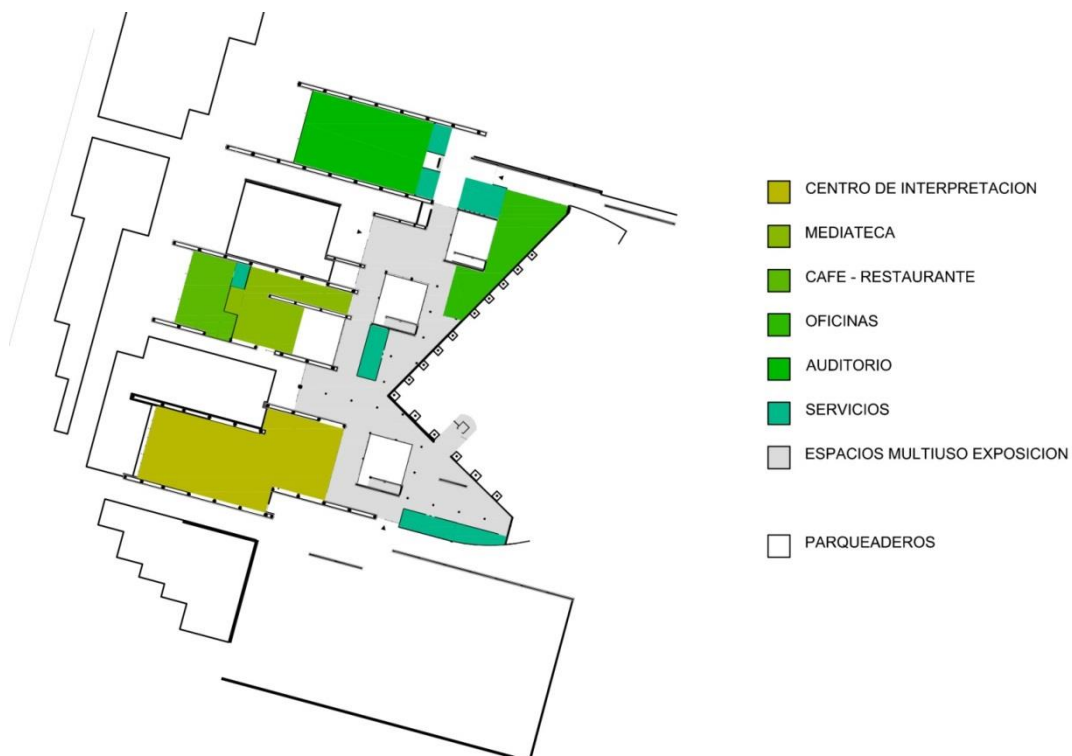 CENTRO DE INTERPRETACION
MEDIATECA
CAFE - RESTAURANTE
OFICINAS
AUDITORIO
SERVICIOS
ESPACIOS MULTIUSO EXPOSICION
PARQUEADEROS